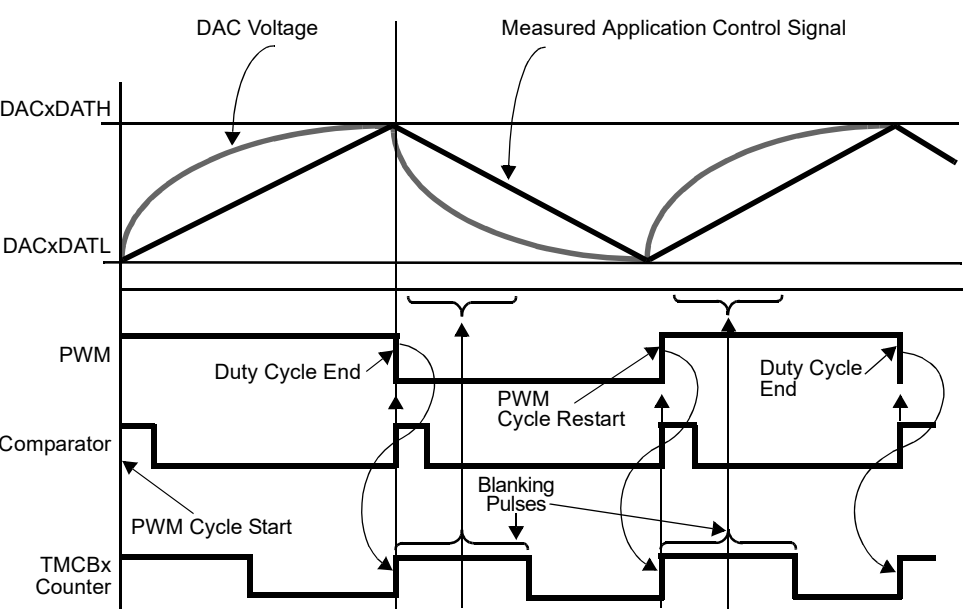 DAC Voltage
Measured Application Control Signal
DACxDATH
DACxDATL
PWM
Duty Cycle End
PWM
Cycle Restart
Duty Cycle
End
Comparator
PWM Cycle Start
Blanking
Pulses
TMCBx
Counter